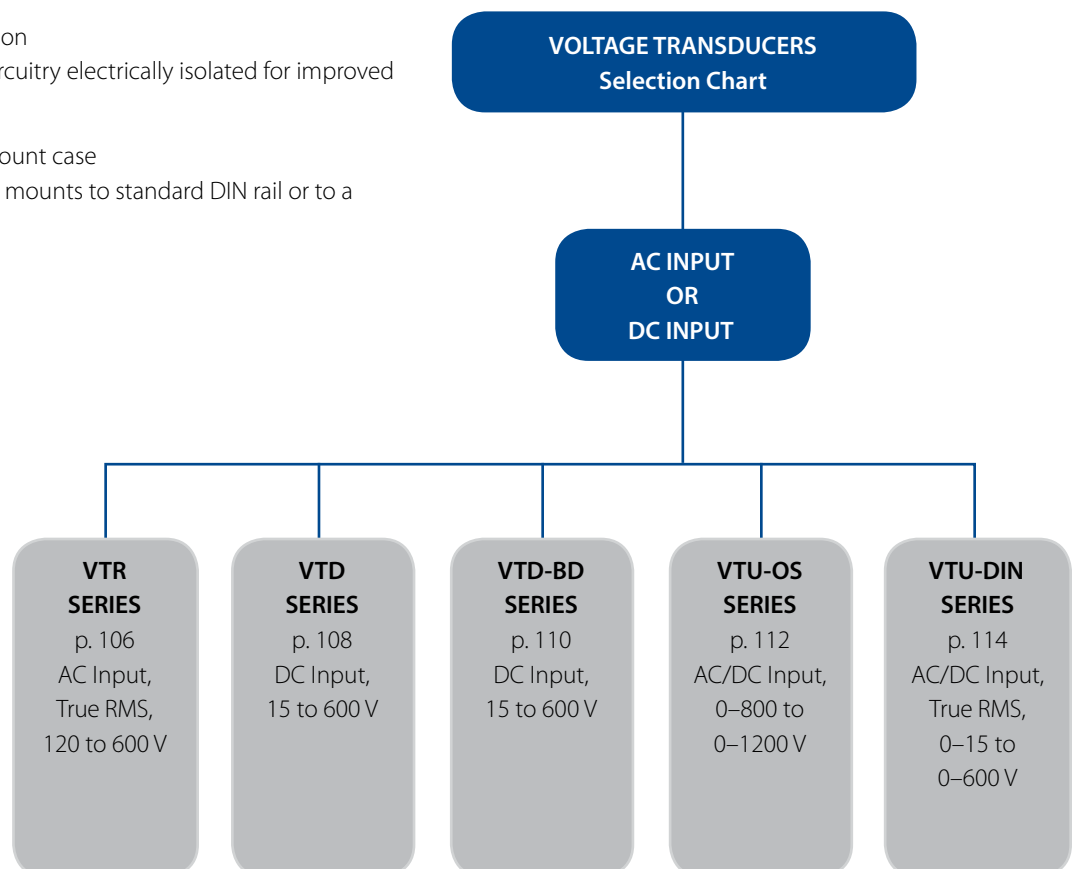 on
rcuitry electrically isolated for improved
ount case
mounts to standard DIN rail or to a
VOLTAGE TRANSDUCERS
Selection Chart
AC INPUT
OR
DC INPUT
VTR
SERIES
p. 106
AC Input,
True RMS,
120 to 600 V
VTD
SERIES
p. 108
DC Input,
15 to 600 V
VTD-BD
SERIES
p. 110
DC Input,
15 to 600 V
VTU-OS
SERIES
p. 112
AC/DC Input,
0–800 to
0–1200 V
VTU-DIN
SERIES
p. 114
AC/DC Input,
True RMS,
0–15 to
0–600 V